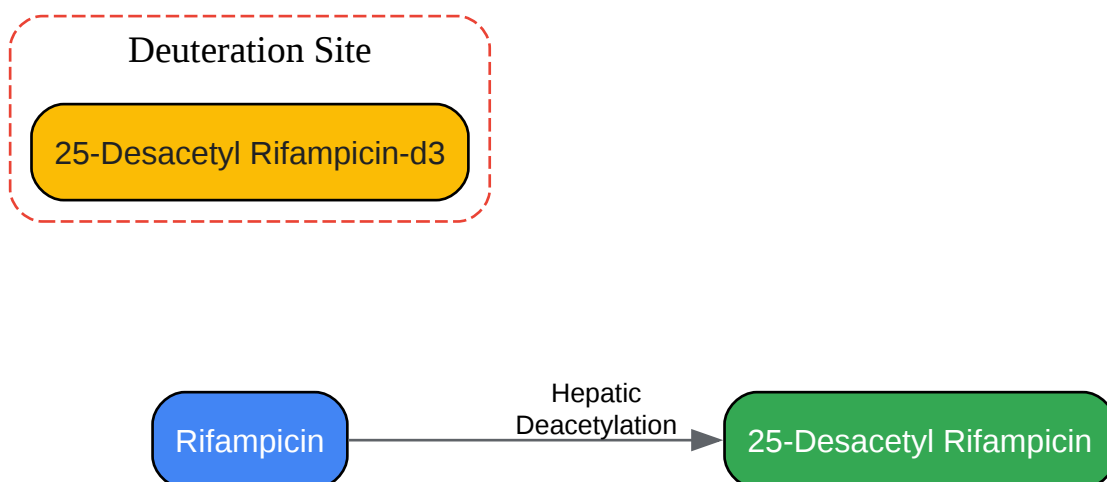 Deuteration Site
25-Desacetyl Rifampicin-d3
Hepatic
Deacetylation
Rifampicin
25-Desacetyl Rifampicin